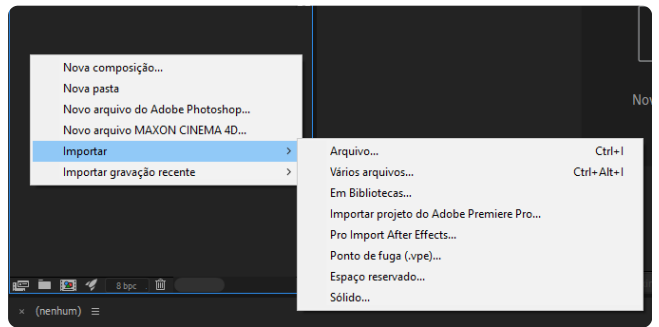 Nova composição...
Nova pasta
Novo arquivo do Adobe Photoshop...
Novo arquivo MAXON CINEMA 4D...
Importar >
Importar gravação recente >
Arquivo... Ctrl+I
Vários arquivos... Ctrl+Alt+I
Em Bibliotecas...
Importar projeto do Adobe Premiere Pro...
Pro Import After Effects...
Ponto de fuga (.vpe)...
Espaço reservado...
Sólido...
Nov
8 bpc
× (nenhum) ≡